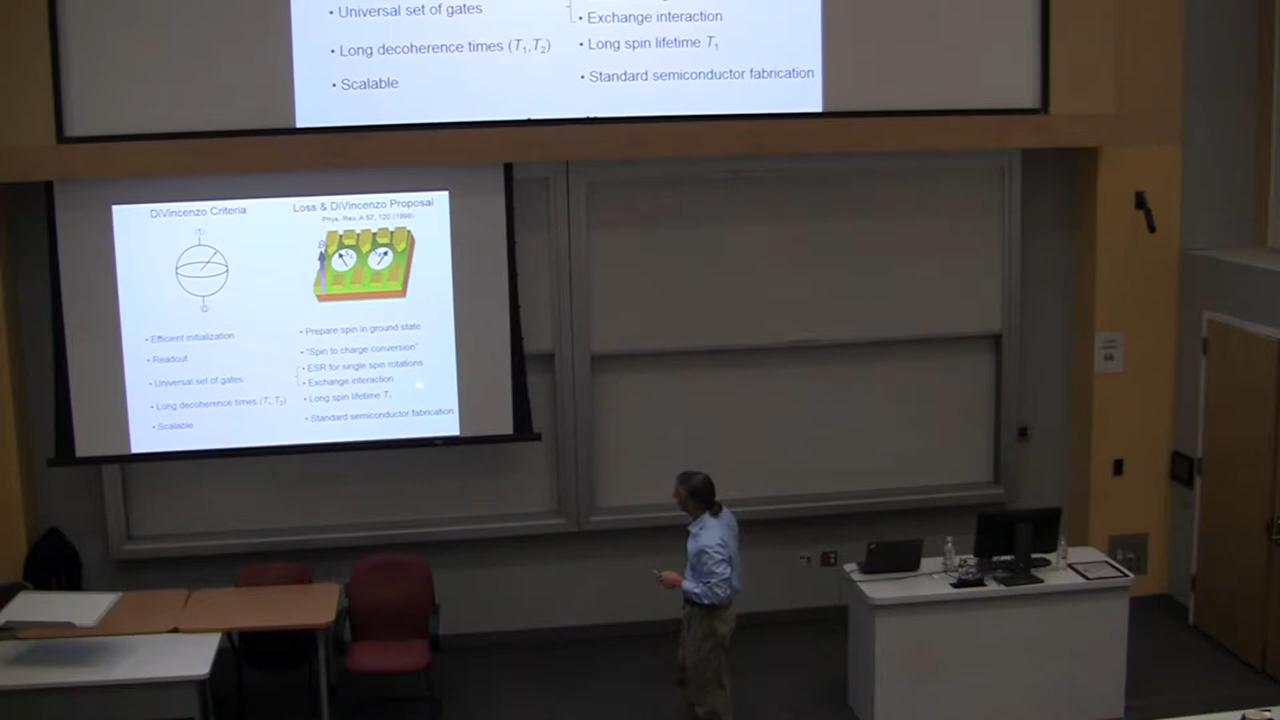 • Universal set of gates
• Exchange interaction
• Long decoherence times (T1,T2)
• Long spin lifetime T1
• Scalable
• Standard semiconductor fabrication
DiVincenzo Criteria
Loss & DiVincenzo Proposal
Phys. Rev. A 57, 120 (1998)
B
• Efficient initialization
• Readout
• Universal set of gates
• Long decoherence times (T1,T2)
• Scalable
• Prepare spin in ground state
• "Spin to charge conversion"
• ESR for single spin rotations
• Exchange interaction
• Long spin lifetime T1
• Standard semiconductor fabrication